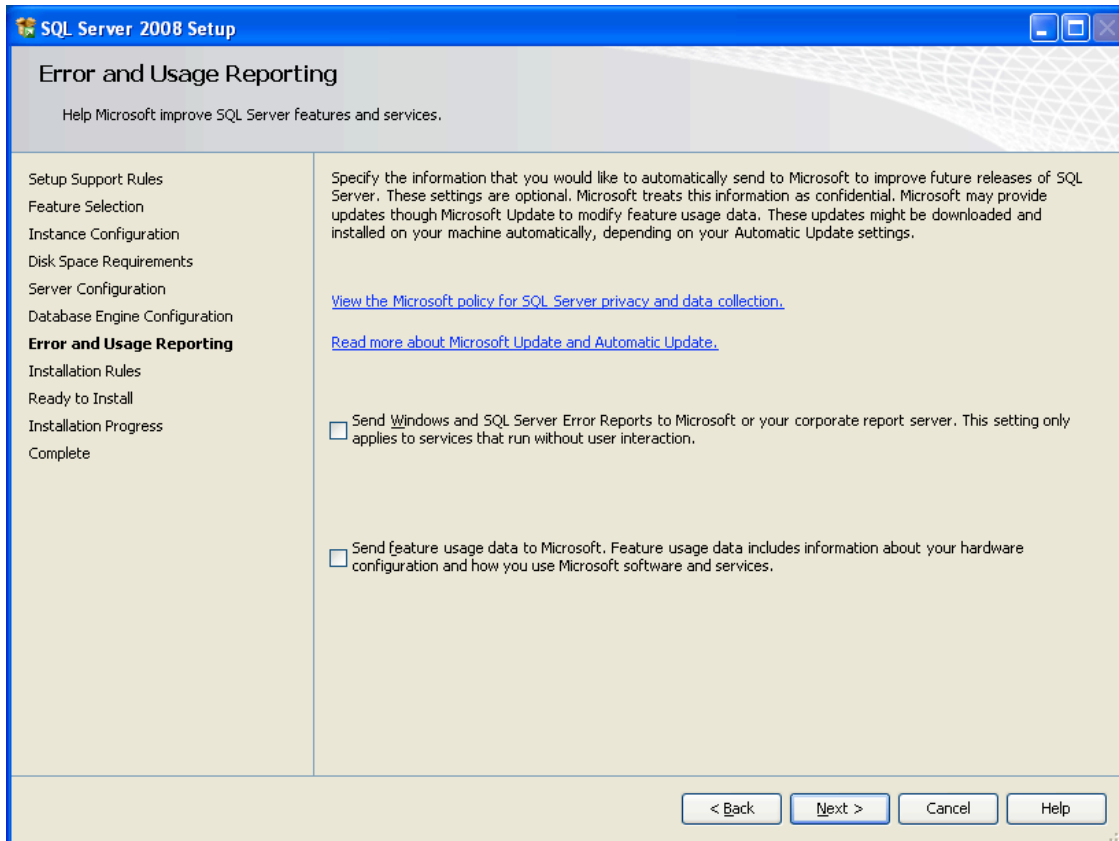 SQL Server 2008 Setup
Error and Usage Reporting
Help Microsoft improve SQL Server features and services.
Setup Support Rules
Feature Selection
Instance Configuration
Disk Space Requirements
Server Configuration
Database Engine Configuration
Error and Usage Reporting
Installation Rules
Ready to Install
Installation Progress
Complete
Specify the information that you would like to automatically send to Microsoft to improve future releases of SQL
Server. These settings are optional. Microsoft treats this information as confidential. Microsoft may provide
updates though Microsoft Update to modify feature usage data. These updates might be downloaded and
installed on your machine automatically, depending on your Automatic Update settings.
View the Microsoft policy for SQL Server privacy and data collection.
Read more about Microsoft Update and Automatic Update.
Send Windows and SQL Server Error Reports to Microsoft or your corporate report server. This setting only
applies to services that run without user interaction.
Send feature usage data to Microsoft. Feature usage data includes information about your hardware
configuration and how you use Microsoft software and services.
< Back
Next >
Cancel
Help